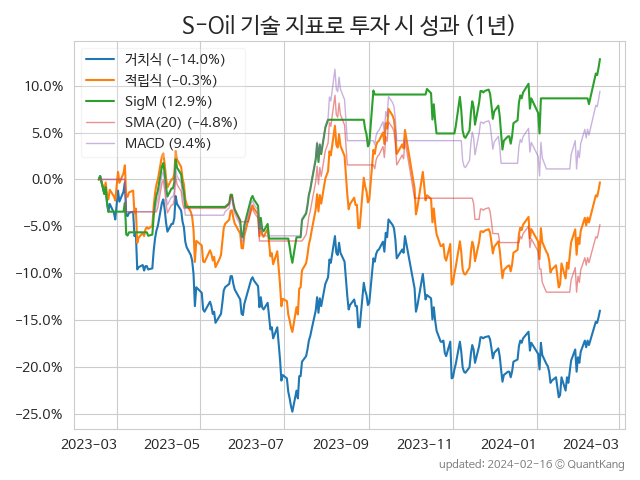 S-Oil 기술 지표로 투자 시 성과 (1년)
거치식 (−14.0%)
적립식 (−0.3%)
SigM (12.9%)
SMA(20) (−4.8%)
MACD (9.4%)
10.0%
5.0%
0.0%
−5.0%
−10.0%
−15.0%
−20.0%
−25.0%
2023-03 2023-05 2023-07 2023-09 2023-11 2024-01 2024-03
updated: 2024-02-16 © QuantKang